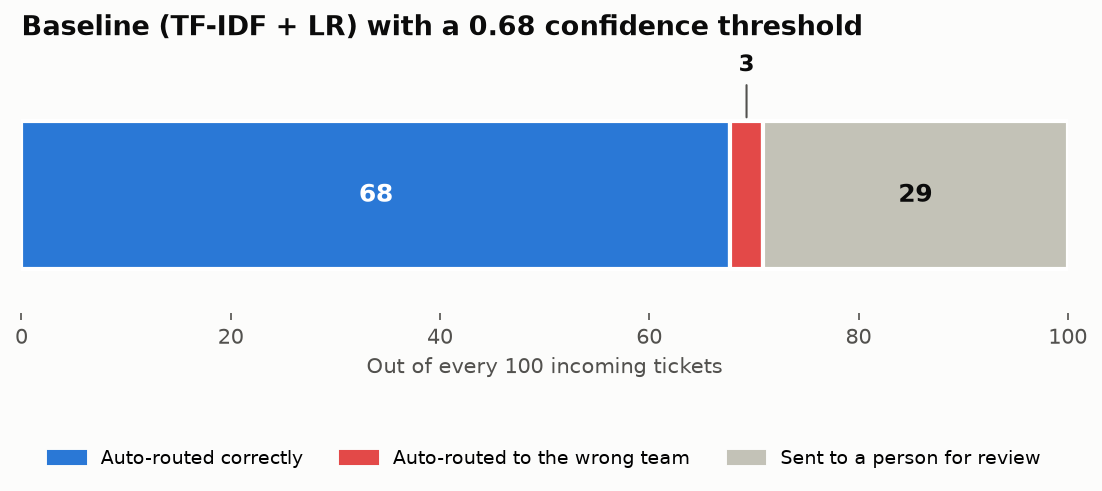 Baseline (TF-IDF + LR) with a 0.68 confidence threshold
3
68
29
0 20 40 60 80 100
Out of every 100 incoming tickets
Auto-routed correctly Auto-routed to the wrong team Sent to a person for review